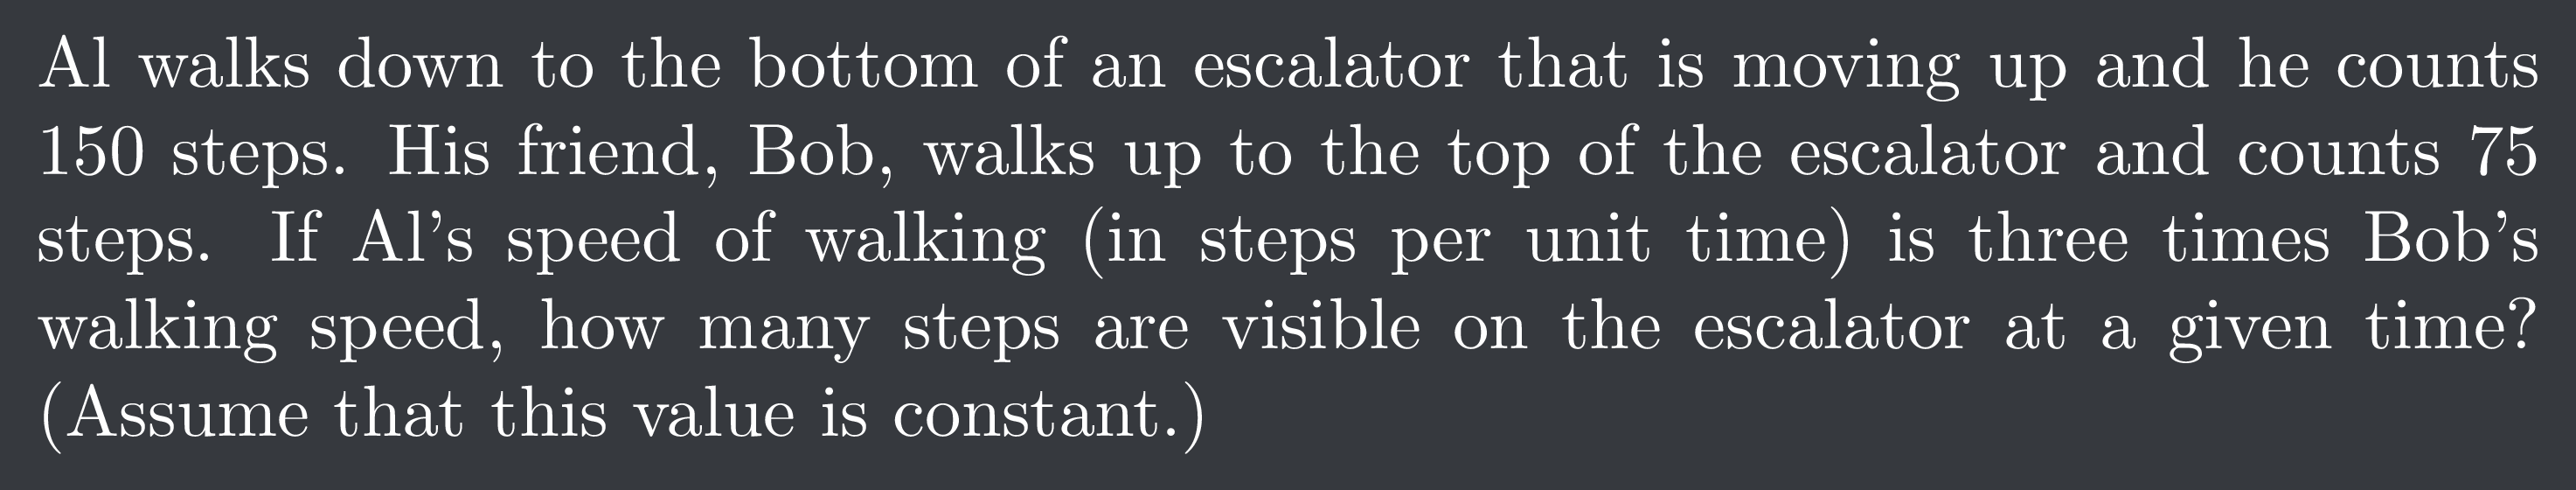 Al walks down to the bottom of an escalator that is moving up and he counts
150 steps. His friend, Bob, walks up to the top of the escalator and counts 75
steps. If Al's speed of walking (in steps per unit time) is three times Bob's
walking speed, how many steps are visible on the escalator at a given time?
(Assume that this value is constant.)